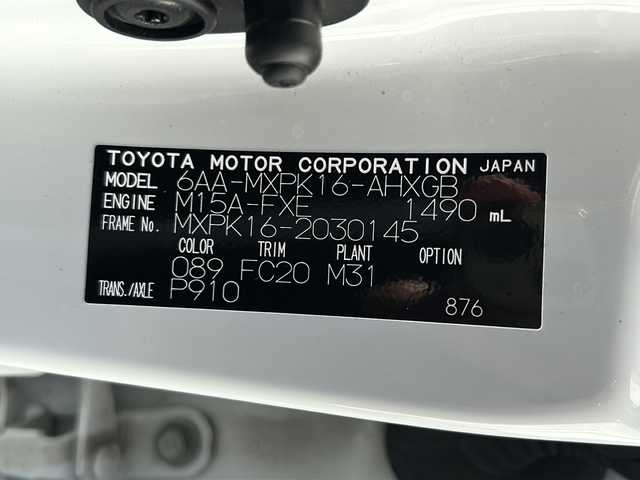 TOYOTA MOTOR CORPORATION JAPAN
MODEL 6AA-MXPK16-AHXGB
ENGINE M15A-FXE 1490 mL
FRAME No. MXPK16-2030145
COLOR TRIM PLANT OPTION
089 FC20 M31
TRANS./AXLE P910
876